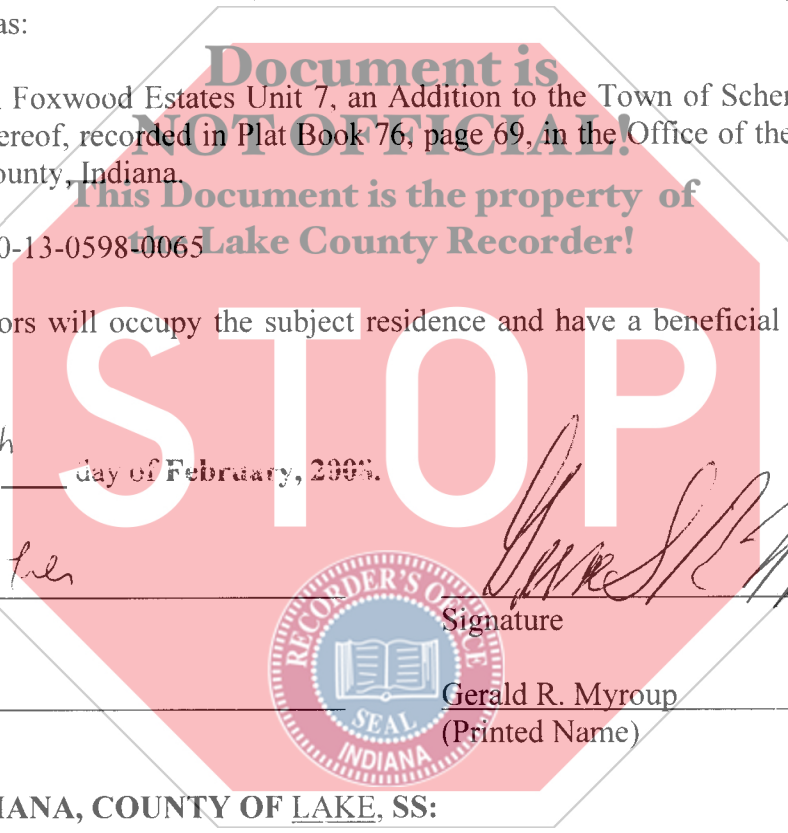 as:
Document is
Foxwood Estates Unit 7, an Addition to the Town of Scher
NOT OFFICIAL!
ereof, recorded in Plat Book 76, page 69, in the Office of the
ounty, Indiana.
This Document is the property of
0-13-0598-0065
the Lake County Recorder!
ors will occupy the subject residence and have a beneficial
STOP
h
day of February,
Signature
Gerald R. Myroup
(Printed Name)
RECORDER'S OFFICE
SEAL
INDIANA
IANA, COUNTY OF LAKE, SS: